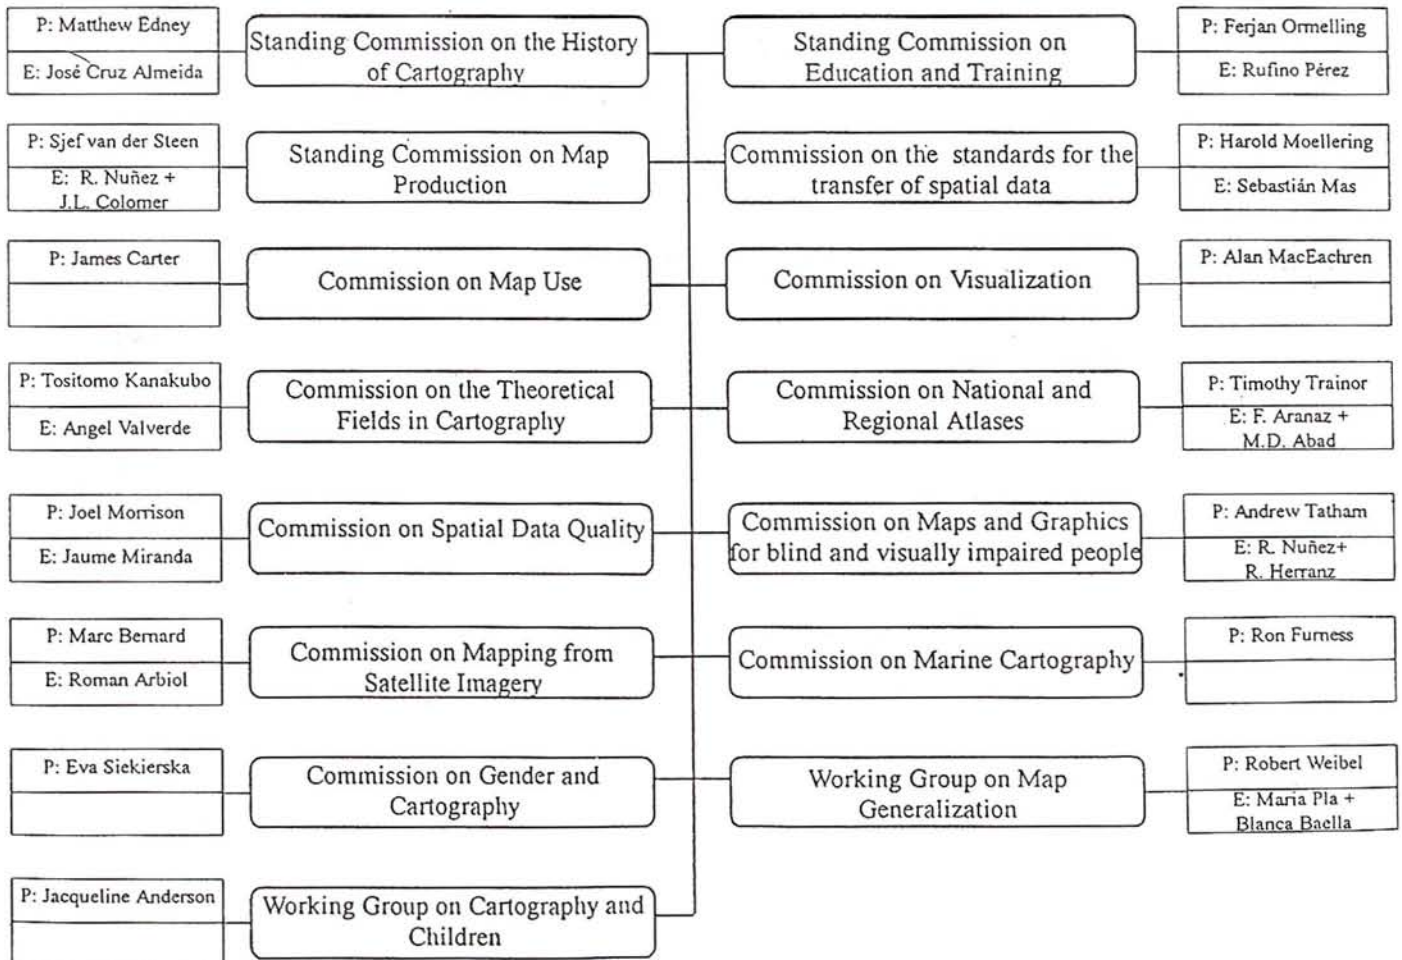 P: Matthew Edney
E: José Cruz Almeida
Standing Commission on the History
of Cartography
Standing Commission on
Education and Training
P: Ferjan Ormelling
E: Rufino Pérez
P: Sjef van der Steen
E: R. Nuñez +
J.L. Colomer
Standing Commission on Map
Production
Commission on the standards for the
transfer of spatial data
P: Harold Moellering
E: Sebastián Mas
P: James Carter
Commission on Map Use
Commission on Visualization
P: Alan MacEachren
P: Tositomo Kanakubo
E: Angel Valverde
Commission on the Theoretical
Fields in Cartography
Commission on National and
Regional Atlases
P: Timothy Trainor
E: F. Aranaz +
M.D. Abad
P: Joel Morrison
E: Jaume Miranda
Commission on Spatial Data Quality
Commission on Maps and Graphics
for blind and visually impaired people
P: Andrew Tatham
E: R. Nuñez+
R. Herranz
P: Marc Bernard
E: Roman Arbiol
Commission on Mapping from
Satellite Imagery
Commission on Marine Cartography
P: Ron Furness
P: Eva Siekierska
Commission on Gender and
Cartography
Working Group on Map
Generalization
P: Robert Weibel
E: Maria Pla +
Blanca Baella
P: Jacqueline Anderson
Working Group on Cartography and
Children